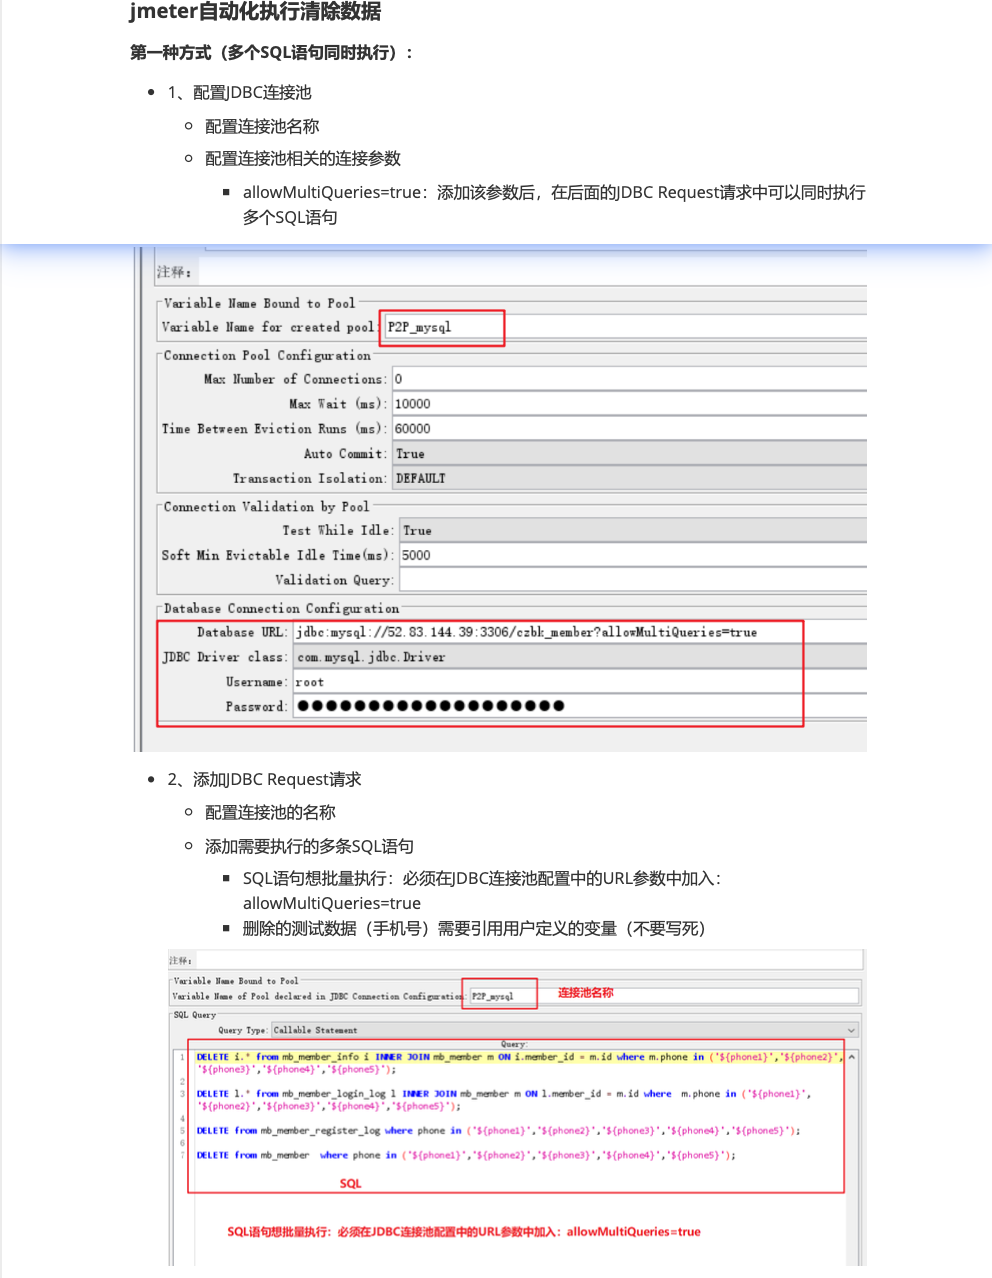 jmeter自动化执行清除数据
第一种方式（多个SQL语句同时执行）：
1、配置JDBC连接池
配置连接池名称
配置连接池相关的连接参数
allowMultiQueries=true：添加该参数后，在后面的JDBC Request请求中可以同时执行
多个SQL语句
注释：
Variable Name Bound to Pool
Variable Name for created pool: P2P_mysql
Connection Pool Configuration
Max Number of Connections: 0
Max Wait (ms): 10000
Time Between Eviction Runs (ms): 60000
Auto Commit: True
Transaction Isolation: DEFAULT
Connection Validation by Pool
Test While Idle: True
Soft Min Evictable Idle Time(ms): 5000
Validation Query:
Database Connection Configuration
Database URL: jdbc:mysql://52.83.144.39:3306/czbk_member?allowMultiQueries=true
JDBC Driver class: com.mysql.jdbc.Driver
Username: root
Password: ●●●●●●●●●●●●●●●●●●●
2、添加JDBC Request请求
配置连接池的名称
添加需要执行的多条SQL语句
SQL语句想批量执行：必须在JDBC连接池配置中的URL参数中加入：
allowMultiQueries=true
删除的测试数据（手机号）需要引用用户定义的变量（不要写死）
注释：
Variable Name Bound to Pool
Variable Name of Pool declared in JDBC Connection Configuration: P2P_mysql 连接池名称
SQL Query
Query Type: Callable Statement
Query:
1 DELETE i.* from mb_member_info i INNER JOIN mb_member m ON i.member_id = m.id where m.phone in ('${phone1}','${phone2}',
'${phone3}','${phone4}','${phone5}');
2
3 DELETE l.* from mb_member_login_log l INNER JOIN mb_member m ON l.member_id = m.id where m.phone in ('${phone1}',
'${phone2}','${phone3}','${phone4}','${phone5}');
4
5 DELETE from mb_member_register_log where phone in ('${phone1}','${phone2}','${phone3}','${phone4}','${phone5}');
6
7 DELETE from mb_member where phone in ('${phone1}','${phone2}','${phone3}','${phone4}','${phone5}');
SQL
SQL语句想批量执行：必须在JDBC连接池配置中的URL参数中加入：allowMultiQueries=true